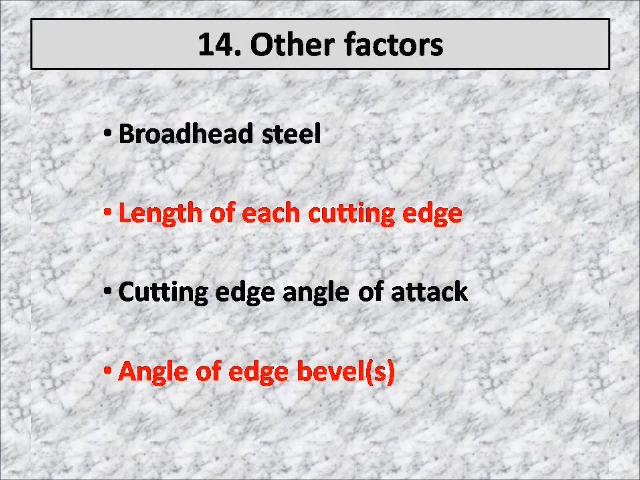 14. Other factors
• Broadhead steel
• Length of each cutting edge
• Cutting edge angle of attack
• Angle of edge bevel(s)